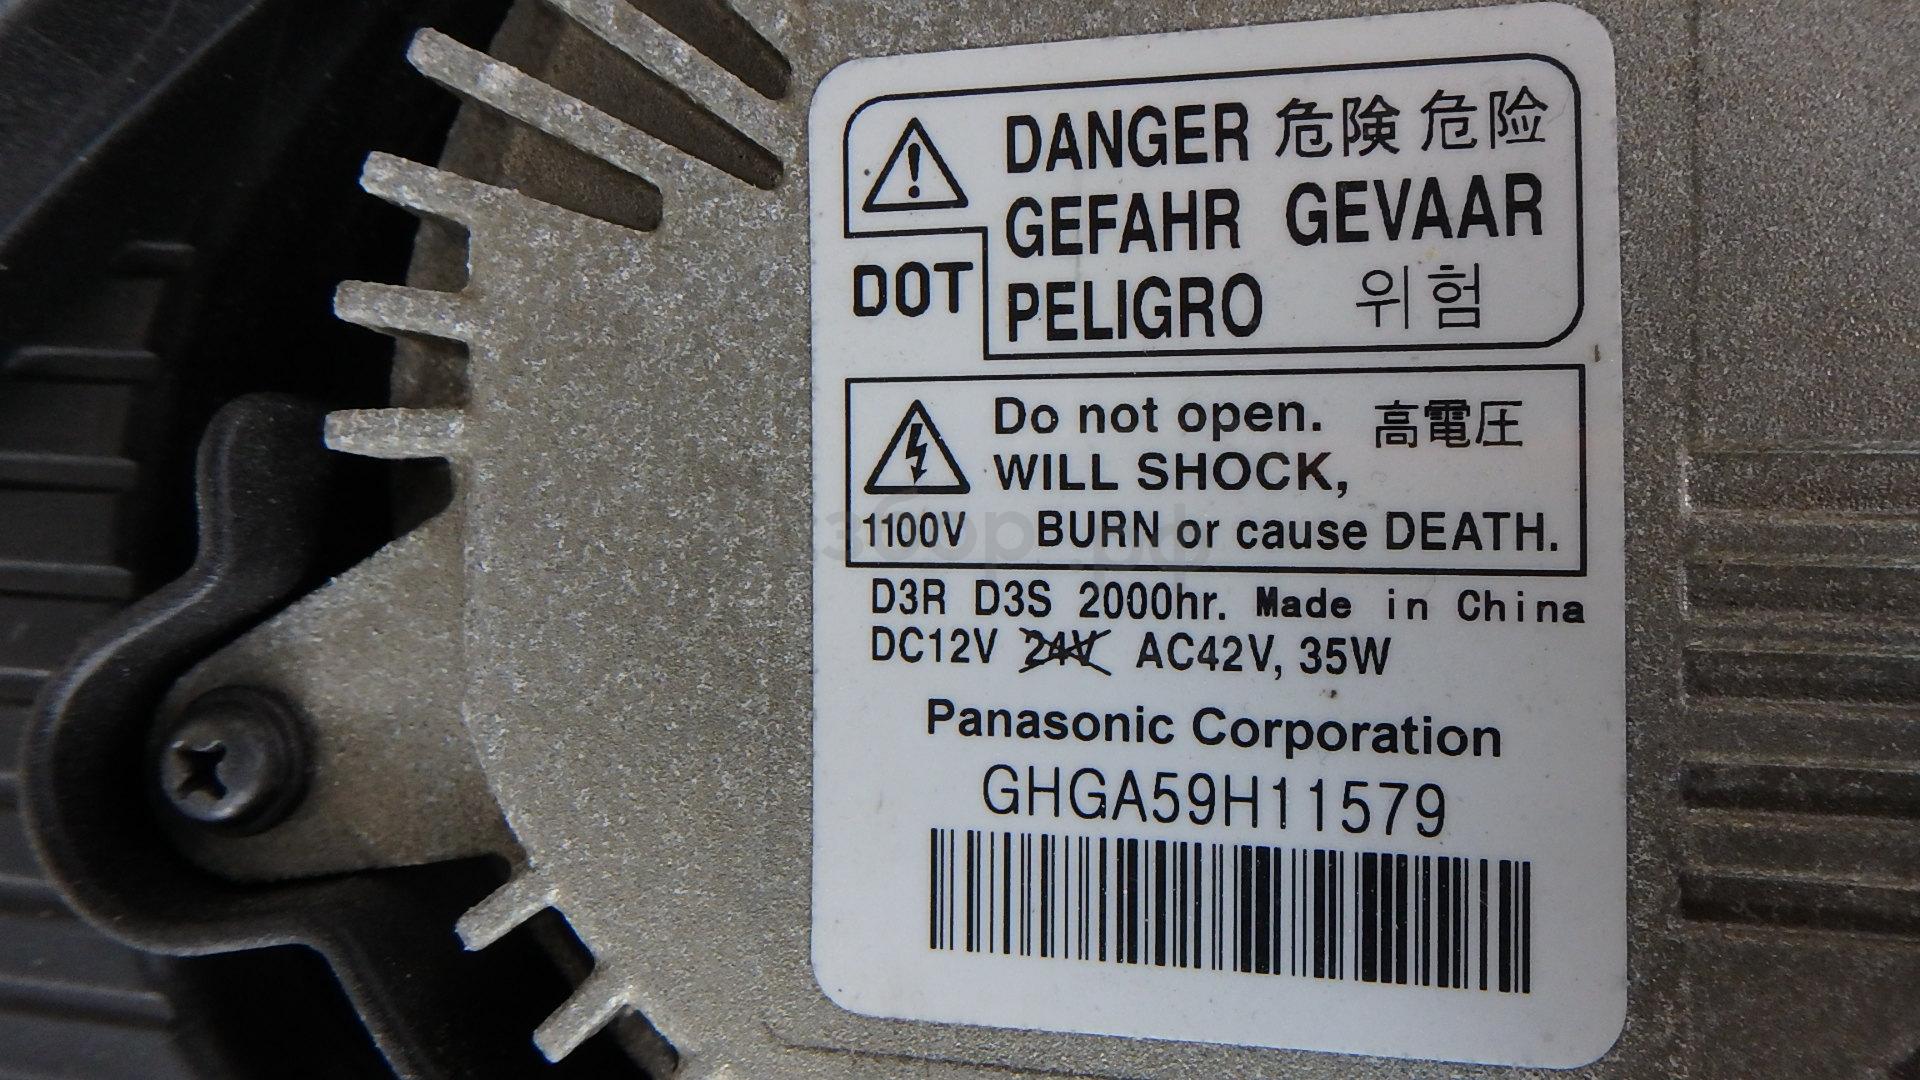 DANGER 危険 危险
GEFAHR GEVAAR
DOT
PELIGRO 위험
Do not open. 高電圧
WILL SHOCK,
1100V BURN or cause DEATH.
D3R D3S 2000hr. Made in China
DC12V 24V AC42V, 35W
Panasonic Corporation
GHGA59H11579